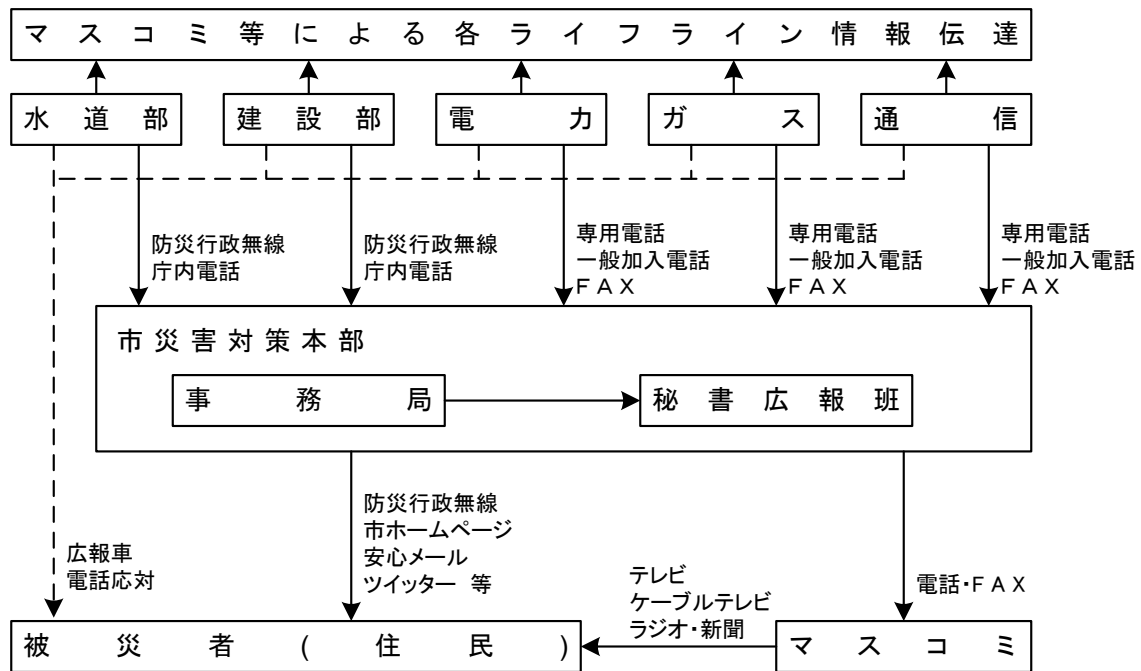 マスコミ等による各ライフライン情報伝達
水道部
建設部
電力
ガス
通信
防災行政無線
庁内電話
防災行政無線
庁内電話
専用電話
一般加入電話
FAX
専用電話
一般加入電話
FAX
専用電話
一般加入電話
FAX
市災害対策本部
事務局
秘書広報班
防災行政無線
市ホームページ
安心メール
ツイッター 等
広報車
電話応対
テレビ
ケーブルテレビ
ラジオ・新聞
電話・FAX
被災者(住民)
マスコミ